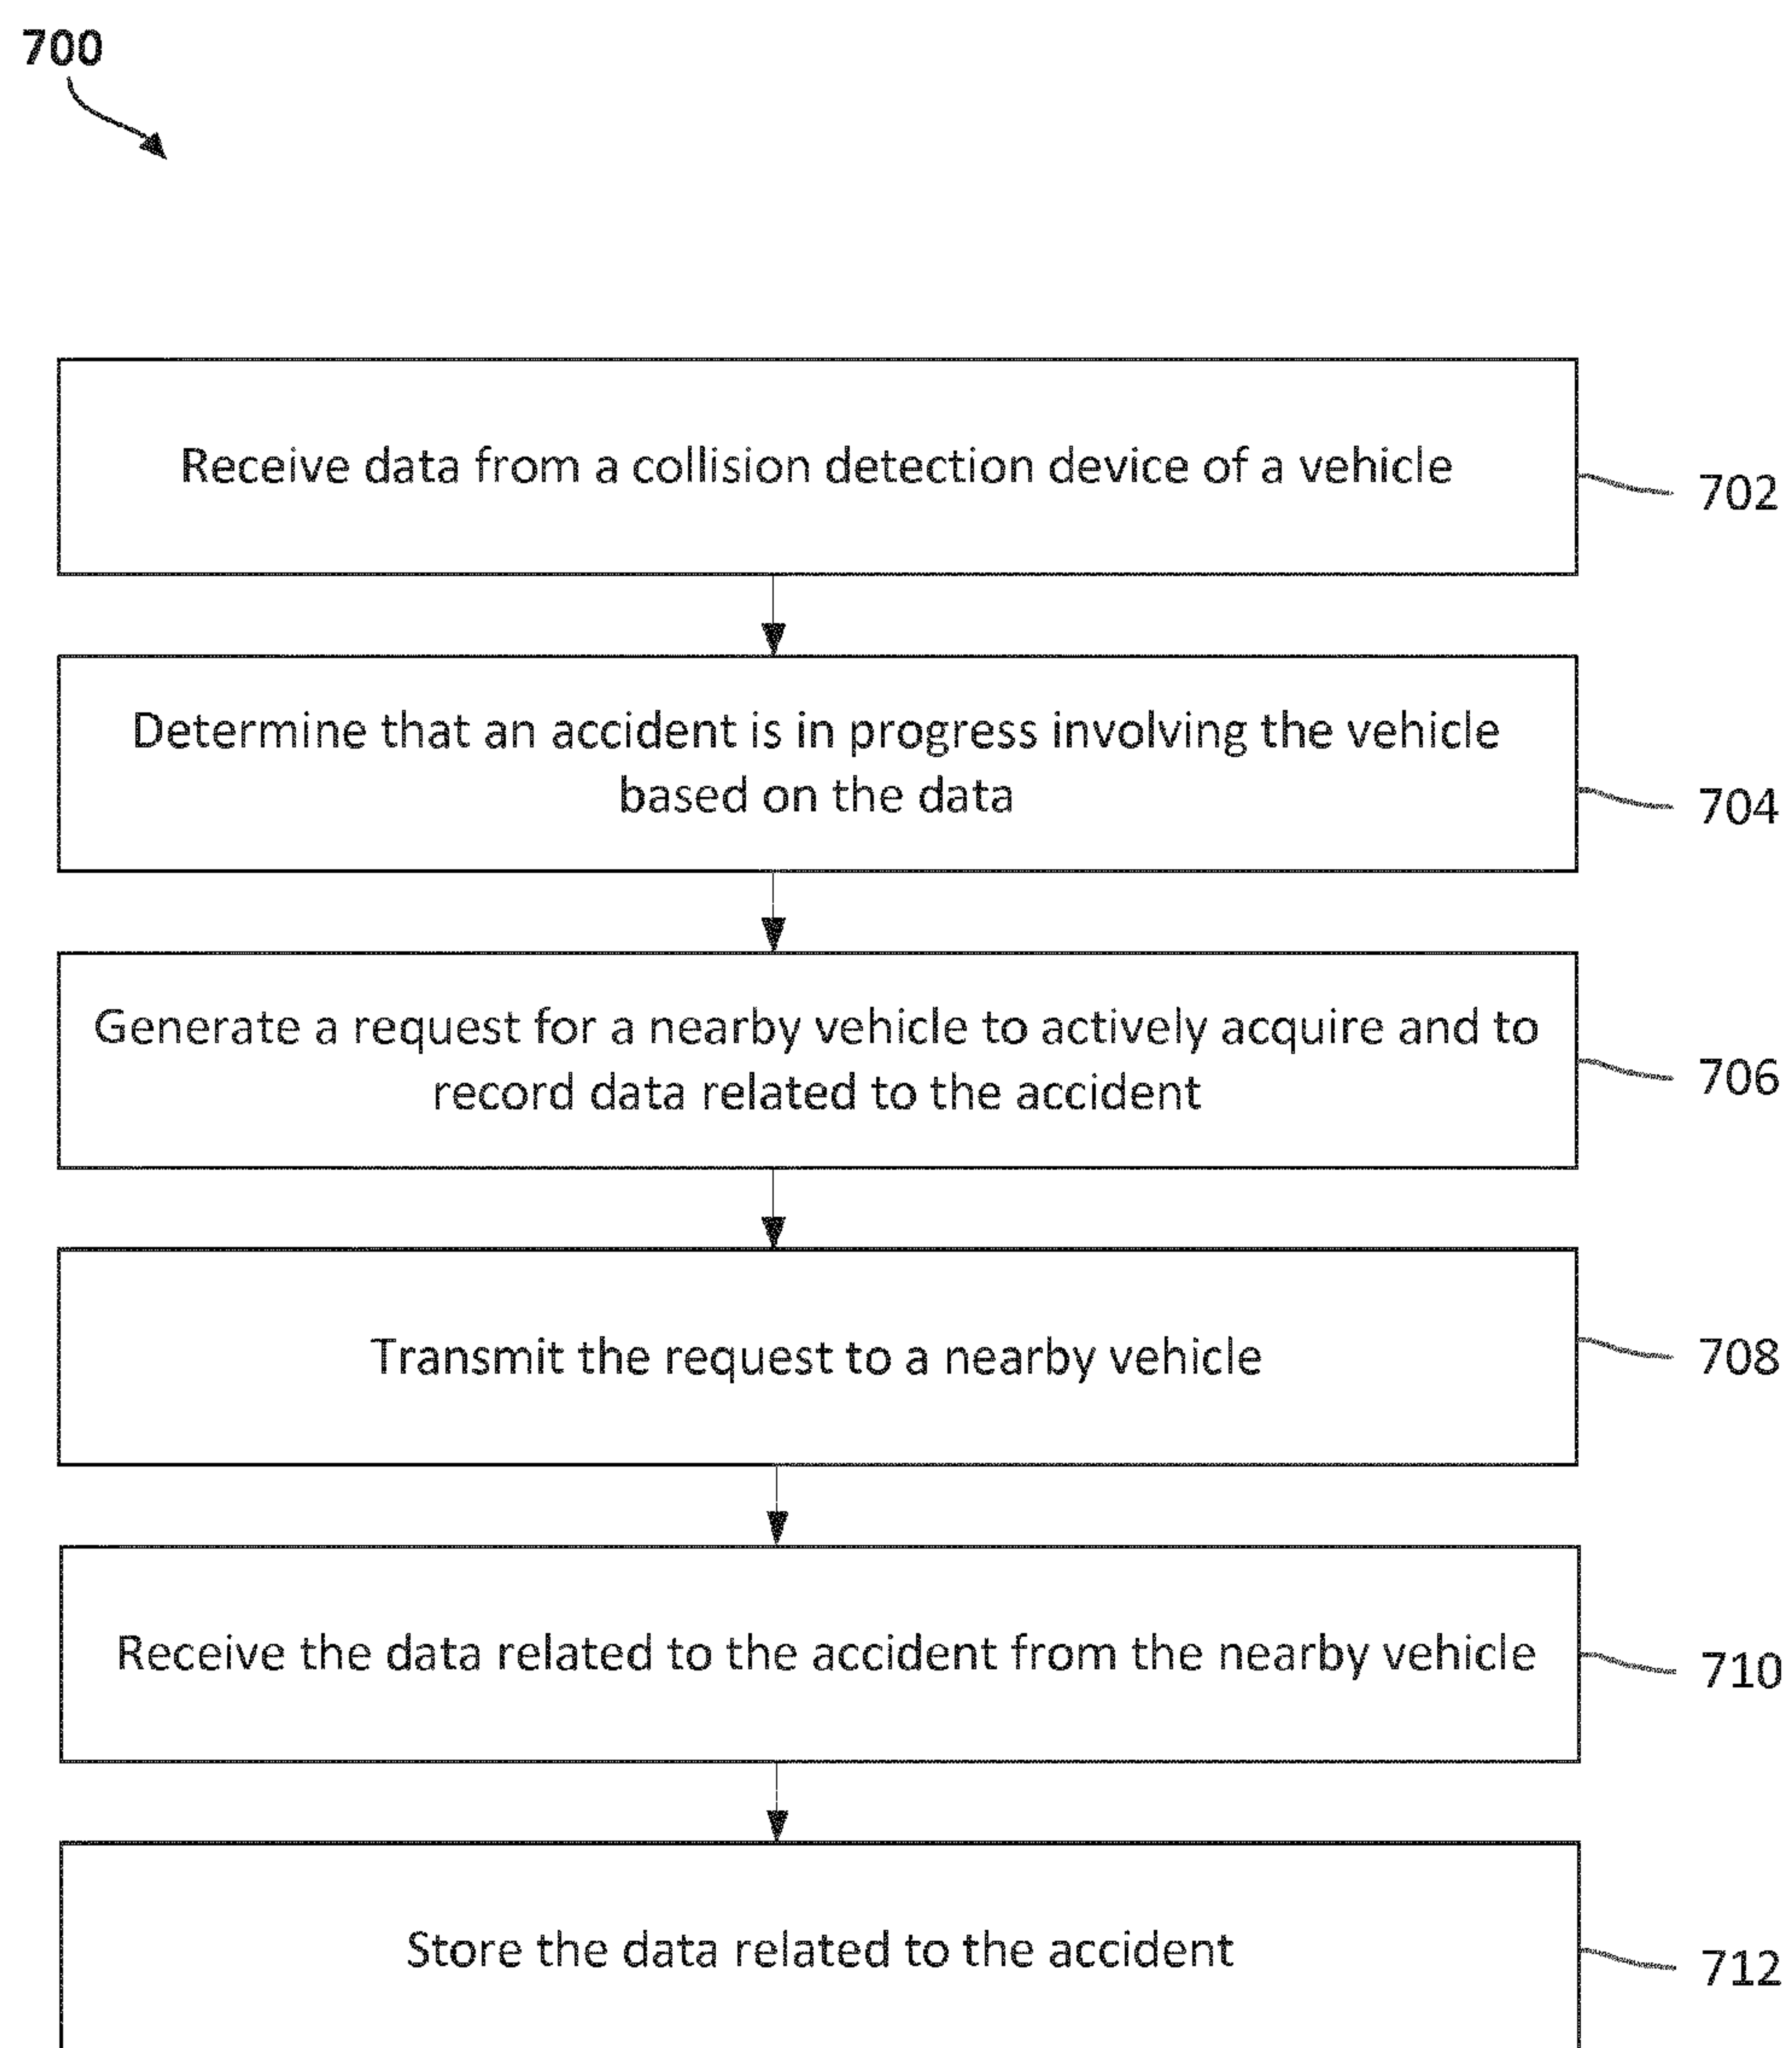 700
Receive data from a collision detection device of a vehicle
702
Determine that an accident is in progress involving the vehicle
based on the data
704
Generate a request for a nearby vehicle to actively acquire and to
record data related to the accident
706
Transmit the request to a nearby vehicle
708
Receive the data related to the accident from the nearby vehicle
710
Store the data related to the accident
712